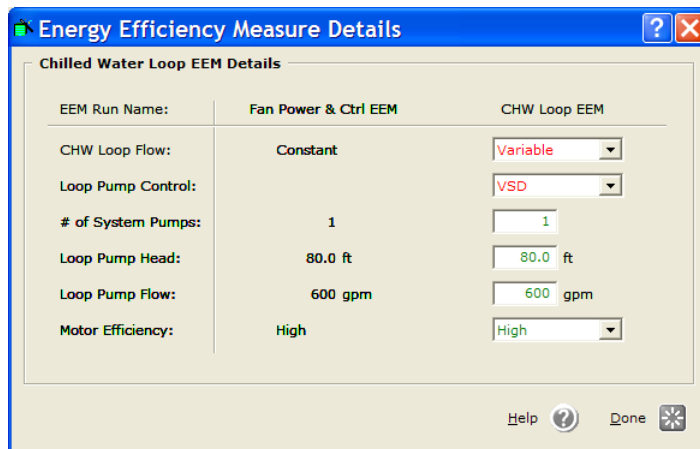 Energy Efficiency Measure Details
Chilled Water Loop EEM Details
EEM Run Name: Fan Power & Ctrl EEM CHW Loop EEM
CHW Loop Flow: Constant Variable
Loop Pump Control: VSD
# of System Pumps: 1 1
Loop Pump Head: 80.0 ft 80.0 ft
Loop Pump Flow: 600 gpm 600 gpm
Motor Efficiency: High High
Help ? Done